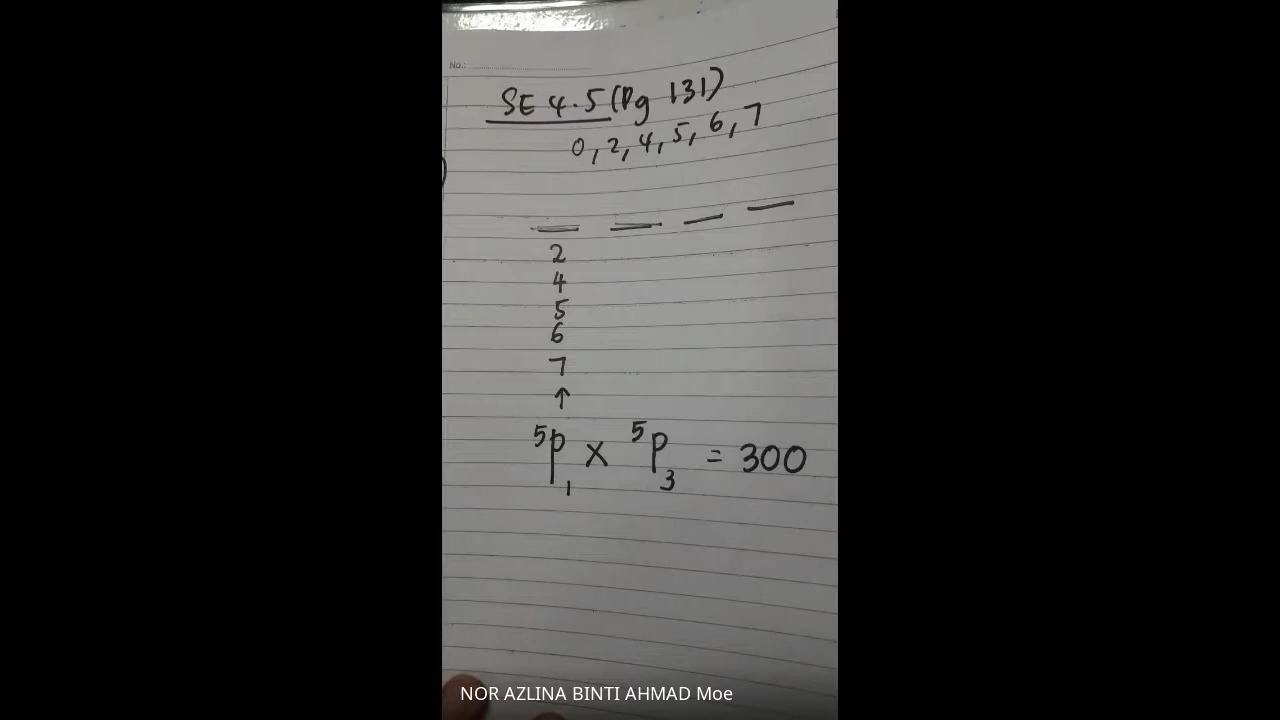 No.:
SE 4.5 (Pg 131)
0, 2, 4, 5, 6, 7
2
4
5
6
7
↑
⁵P₁ × ⁵P₃ = 300
NOR AZLINA BINTI AHMAD Moe